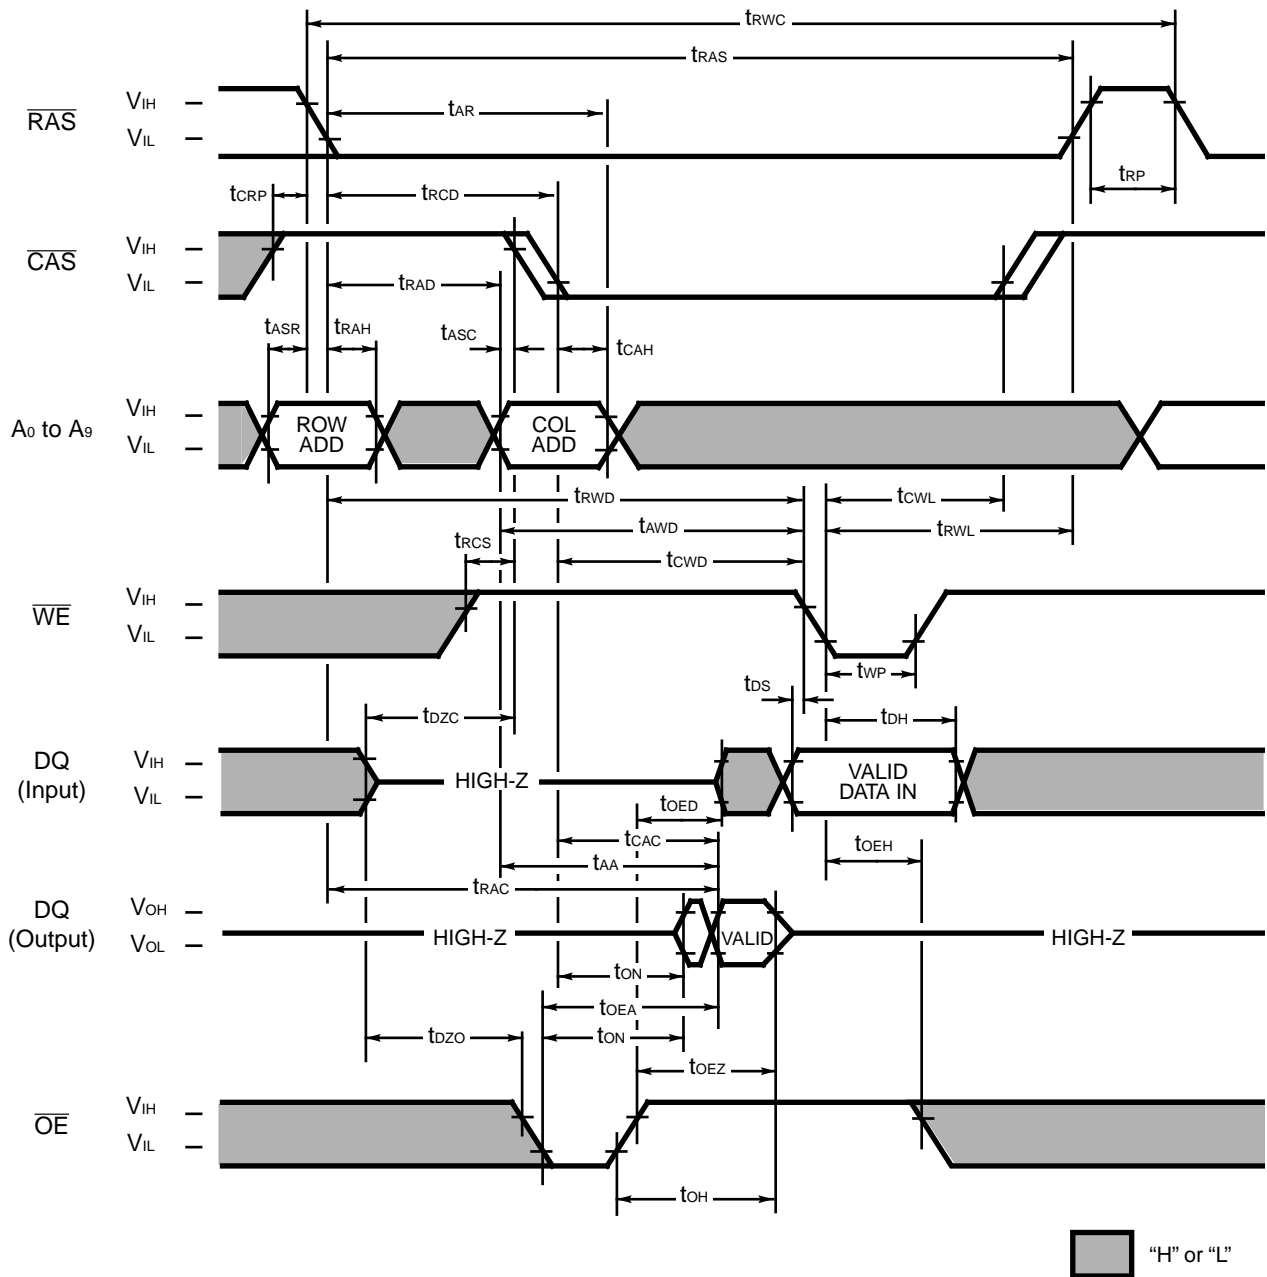 tRWC
tRAS
RAS VIH
VIL
tAR
tCRP tRCD tRP
CAS VIH
VIL
tRAD
tASR tRAH tASC tCAH
A0 to A9 VIH
VIL
ROW ADD
COL ADD
tRWD tCWL
tAWD tRWL
tRCS tCWD
WE VIH
VIL
tWP
tDS
tDZC tDH
DQ (Input) VIH
VIL
HIGH-Z
VALID DATA IN
tOED
tCAC tOEH
tAA
tRAC
DQ (Output) VOH
VOL
HIGH-Z VALID HIGH-Z
tON
tOEA
tDZO tON
tOEZ
OE VIH
VIL
tOH
“H” or “L”